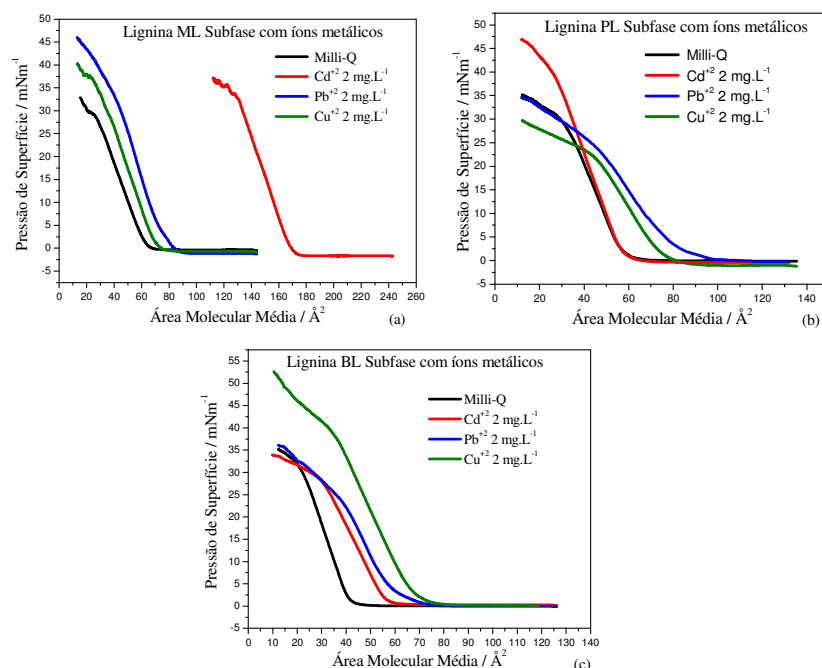 Lignina ML Subfase com íons metálicos
Milli-Q
Cd⁺² 2 mg.L⁻¹
Pb⁺² 2 mg.L⁻¹
Cu⁺² 2 mg.L⁻¹
Pressão de Superfície / mNm⁻¹
50
45
40
35
30
25
20
15
10
5
0
-5
0 20 40 60 80 100 120 140 160 180 200 220 240 260
Área Molecular Média / Å²
(a)
Lignina PL Subfase com íons metálicos
Milli-Q
Cd⁺² 2 mg.L⁻¹
Pb⁺² 2 mg.L⁻¹
Cu⁺² 2 mg.L⁻¹
Pressão de Superfície / mNm⁻¹
50
45
40
35
30
25
20
15
10
5
0
-5
0 20 40 60 80 100 120 140
Área Molecular Média / Å²
(b)
Lignina BL Subfase com íons metálicos
Milli-Q
Cd⁺² 2 mg.L⁻¹
Pb⁺² 2 mg.L⁻¹
Cu⁺² 2 mg.L⁻¹
Pressão de Superfície / mNm⁻¹
55
50
45
40
35
30
25
20
15
10
5
0
-5
0 10 20 30 40 50 60 70 80 90 100 110 120 130 140
Área Molecular Média / Å²
(c)